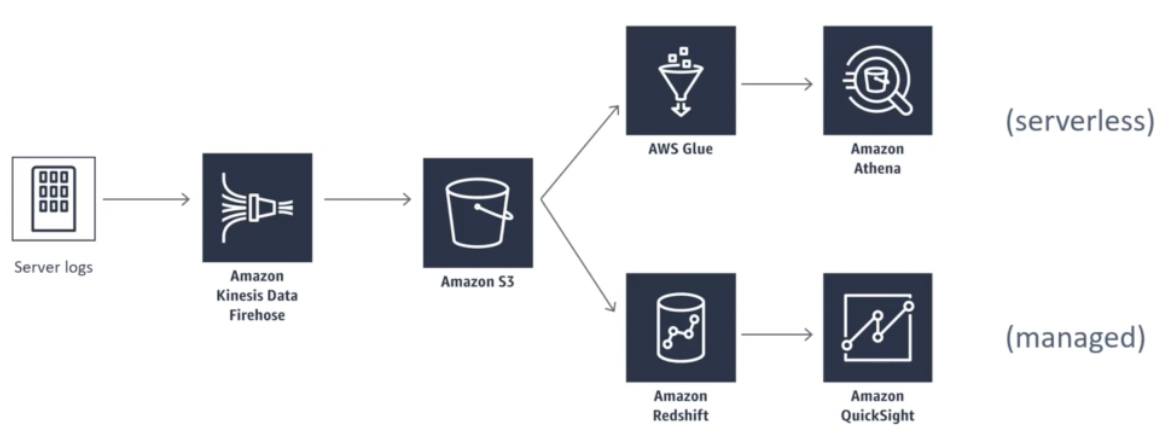 AWS Glue
Amazon
Athena
(serverless)
Server logs
Amazon
Kinesis Data
Firehose
Amazon S3
Amazon
Redshift
Amazon
QuickSight
(managed)